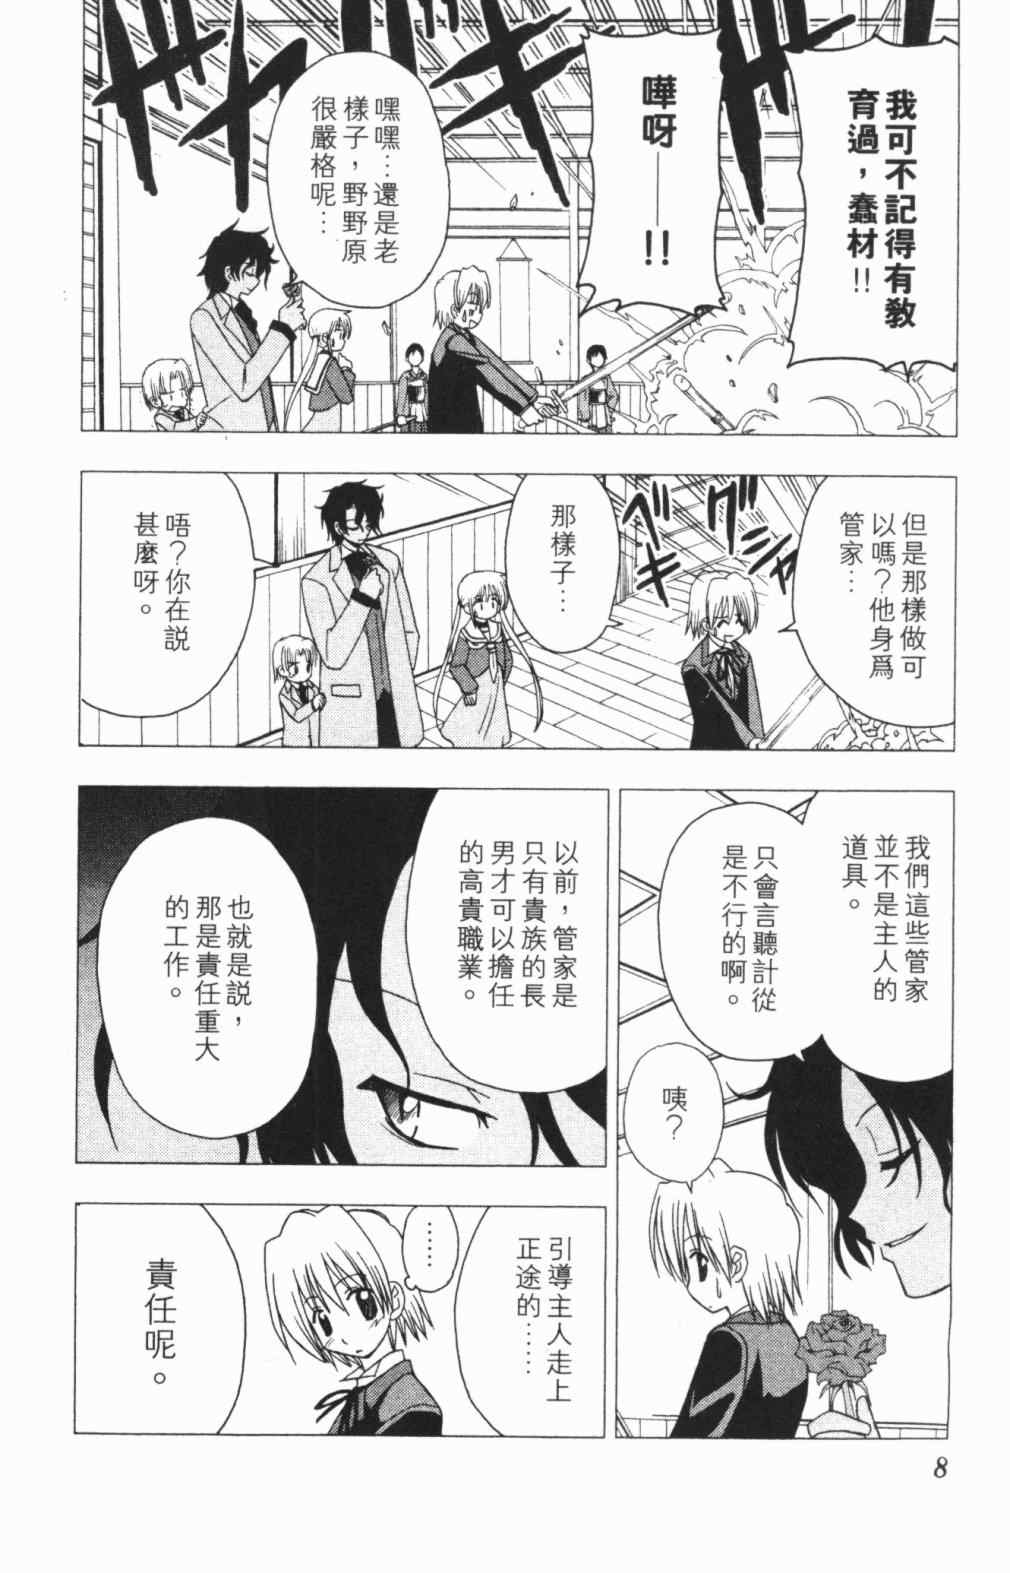 我可不記得有教
育過，蠢材!!
嘩呀——!!
嘿嘿…還是老
樣子，野野原
很嚴格呢…
但是那樣做可
以嗎？他身爲
管家…
那樣子…
唔？你在説
甚麼呀。
我們這些管家
並不是主人的
道具。
只會言聽計從
是不行的啊。
咦？
以前，管家是
只有貴族的長
男才可以擔任
的高貴職業。
也就是説，
那是責任重大
的工作。
引導主人走上
正途的……
……
責任呢。
8